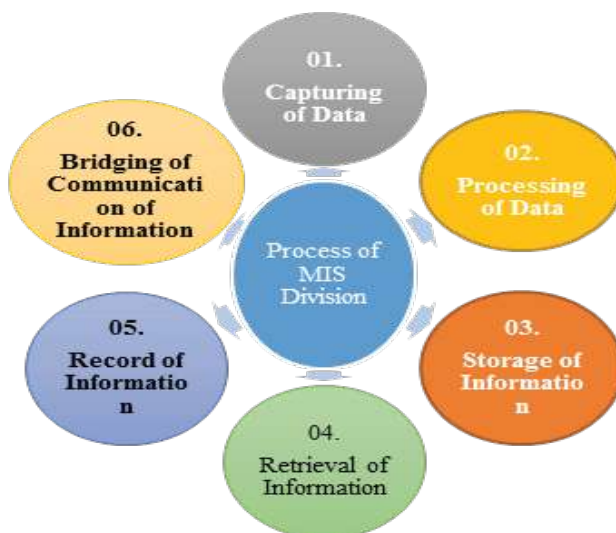 01.
Capturing
of Data
02.
Processing
of Data
03.
Storage of
Informatio
n
04.
Retrieval of
Information
05.
Record of
Informatio
n
06.
Bridging of
Communicati
on of
Information
Process of
MIS
Division